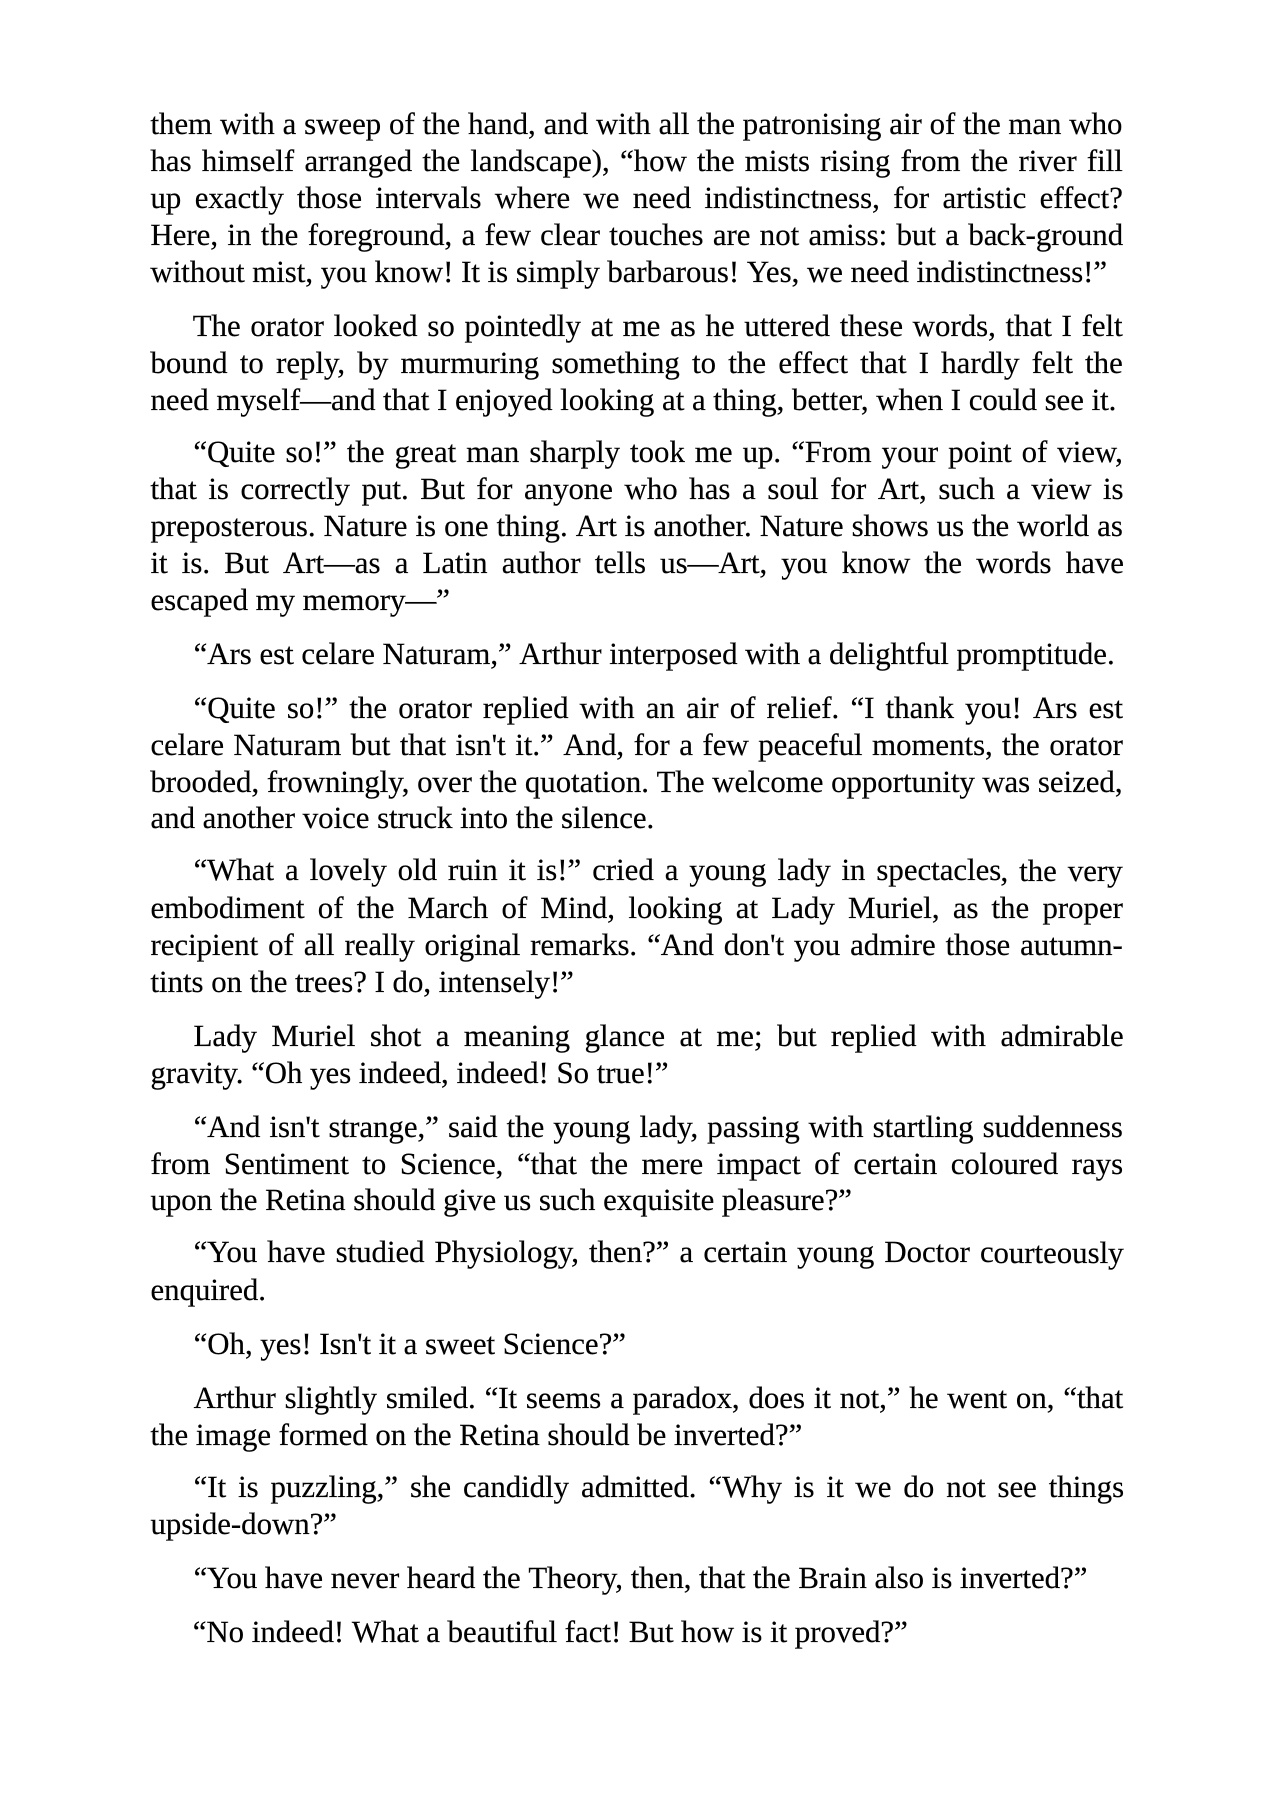 them with a sweep of the hand, and with all the patronising air of the man who
has himself arranged the landscape), “how the mists rising from the river fill
up exactly those intervals where we need indistinctness, for artistic effect?
Here, in the foreground, a few clear touches are not amiss: but a back-ground
without mist, you know! It is simply barbarous! Yes, we need indistinctness!”
The orator looked so pointedly at me as he uttered these words, that I felt
bound to reply, by murmuring something to the effect that I hardly felt the
need myself—and that I enjoyed looking at a thing, better, when I could see it.
“Quite so!” the great man sharply took me up. “From your point of view,
that is correctly put. But for anyone who has a soul for Art, such a view is
preposterous. Nature is one thing. Art is another. Nature shows us the world as
it is. But Art—as a Latin author tells us—Art, you know the words have
escaped my memory—”
“Ars est celare Naturam,” Arthur interposed with a delightful promptitude.
“Quite so!” the orator replied with an air of relief. “I thank you! Ars est
celare Naturam but that isn't it.” And, for a few peaceful moments, the orator
brooded, frowningly, over the quotation. The welcome opportunity was seized,
and another voice struck into the silence.
“What a lovely old ruin it is!” cried a young lady in spectacles, the very
embodiment of the March of Mind, looking at Lady Muriel, as the proper
recipient of all really original remarks. “And don't you admire those autumn-
tints on the trees? I do, intensely!”
Lady Muriel shot a meaning glance at me; but replied with admirable
gravity. “Oh yes indeed, indeed! So true!”
“And isn't strange,” said the young lady, passing with startling suddenness
from Sentiment to Science, “that the mere impact of certain coloured rays
upon the Retina should give us such exquisite pleasure?”
“You have studied Physiology, then?” a certain young Doctor courteously
enquired.
“Oh, yes! Isn't it a sweet Science?”
Arthur slightly smiled. “It seems a paradox, does it not,” he went on, “that
the image formed on the Retina should be inverted?”
“It is puzzling,” she candidly admitted. “Why is it we do not see things
upside-down?”
“You have never heard the Theory, then, that the Brain also is inverted?”
“No indeed! What a beautiful fact! But how is it proved?”